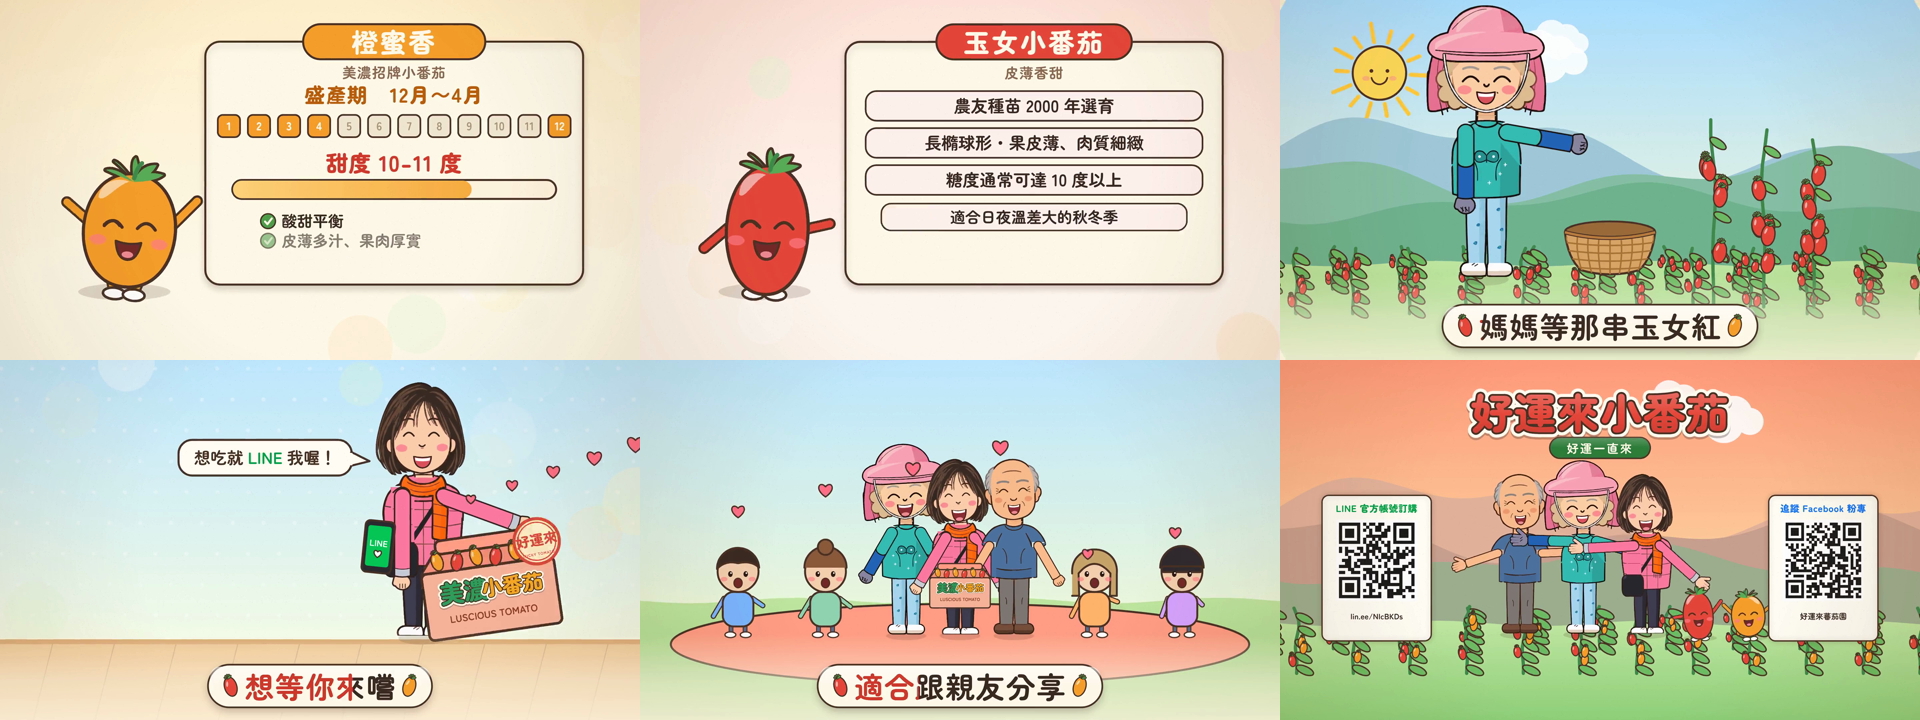 橙蜜香
美濃招牌小番茄
盛產期 12月～4月
1 2 3 4 5 6 7 8 9 10 11 12
甜度 10-11 度
酸甜平衡
皮薄多汁、果肉厚實
玉女小番茄
皮薄香甜
農友種苗 2000 年選育
長橢球形・果皮薄、肉質細緻
糖度通常可達 10 度以上
適合日夜溫差大的秋冬季
媽媽等那串玉女紅
想吃就 LINE 我喔！
LINE
好運來
美濃小番茄
LUSCIOUS TOMATO
想等你來嚐
美濃小番茄
LUSCIOUS TOMATO
適合跟親友分享
好運來小番茄
好運一直來
LINE 官方帳號訂購
lin.ee/NIcBKDs
追蹤 Facebook 粉專
好運來蕃茄園